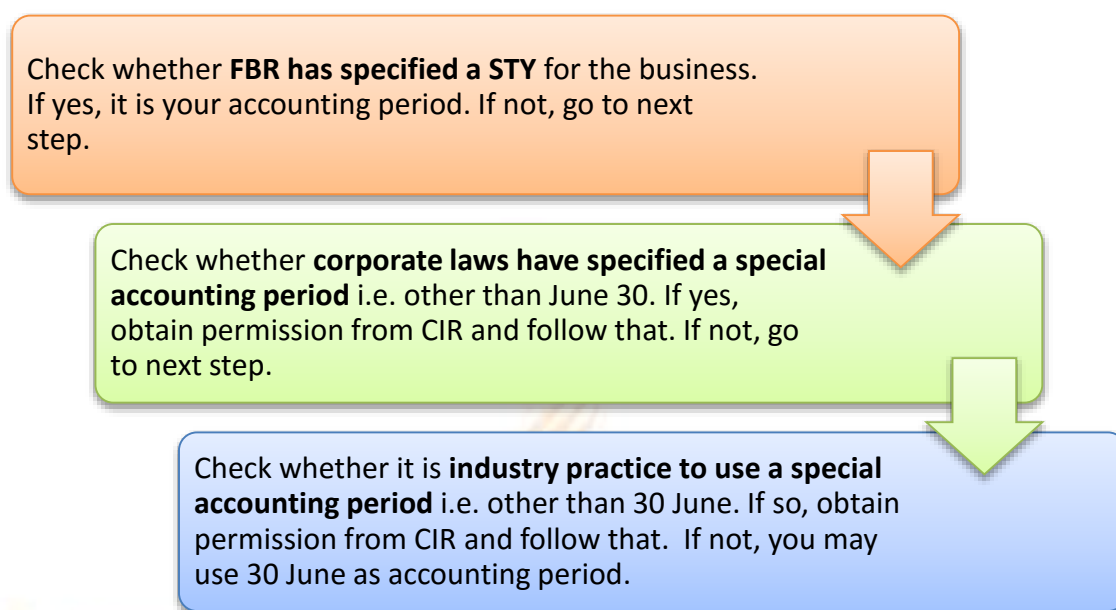 Check whether FBR has specified a STY for the business.
If yes, it is your accounting period. If not, go to next
step.
Check whether corporate laws have specified a special
accounting period i.e. other than June 30. If yes,
obtain permission from CIR and follow that. If not, go
to next step.
Check whether it is industry practice to use a special
accounting period i.e. other than 30 June. If so, obtain
permission from CIR and follow that.  If not, you may
use 30 June as accounting period.